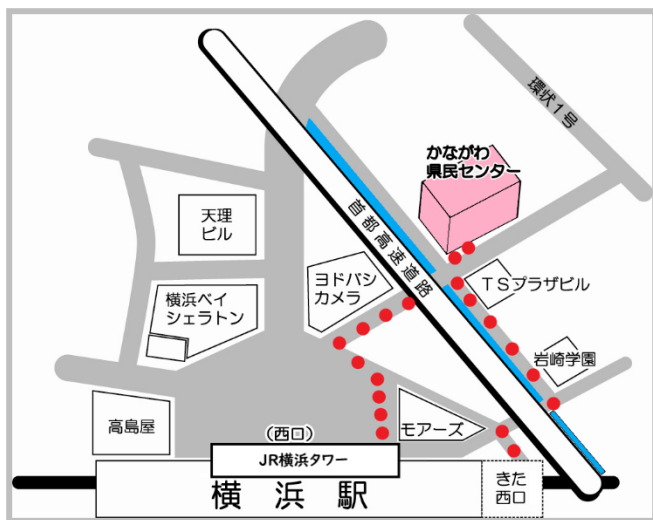 環状1号
かながわ
県民センター
首都高速道路
天理
ビル
ヨドバシ
カメラ
TSプラザビル
横浜ベイ
シェラトン
岩崎学園
高島屋
モアーズ
(西口)
JR横浜タワー
横浜駅
きた
西口